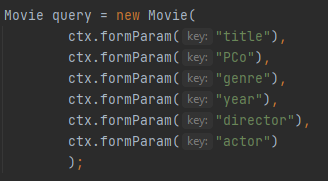 Movie query = new Movie(
ctx.formParam( key: "title"),
ctx.formParam( key: "PCo"),
ctx.formParam( key: "genre"),
ctx.formParam( key: "year"),
ctx.formParam( key: "director"),
ctx.formParam( key: "actor")
);